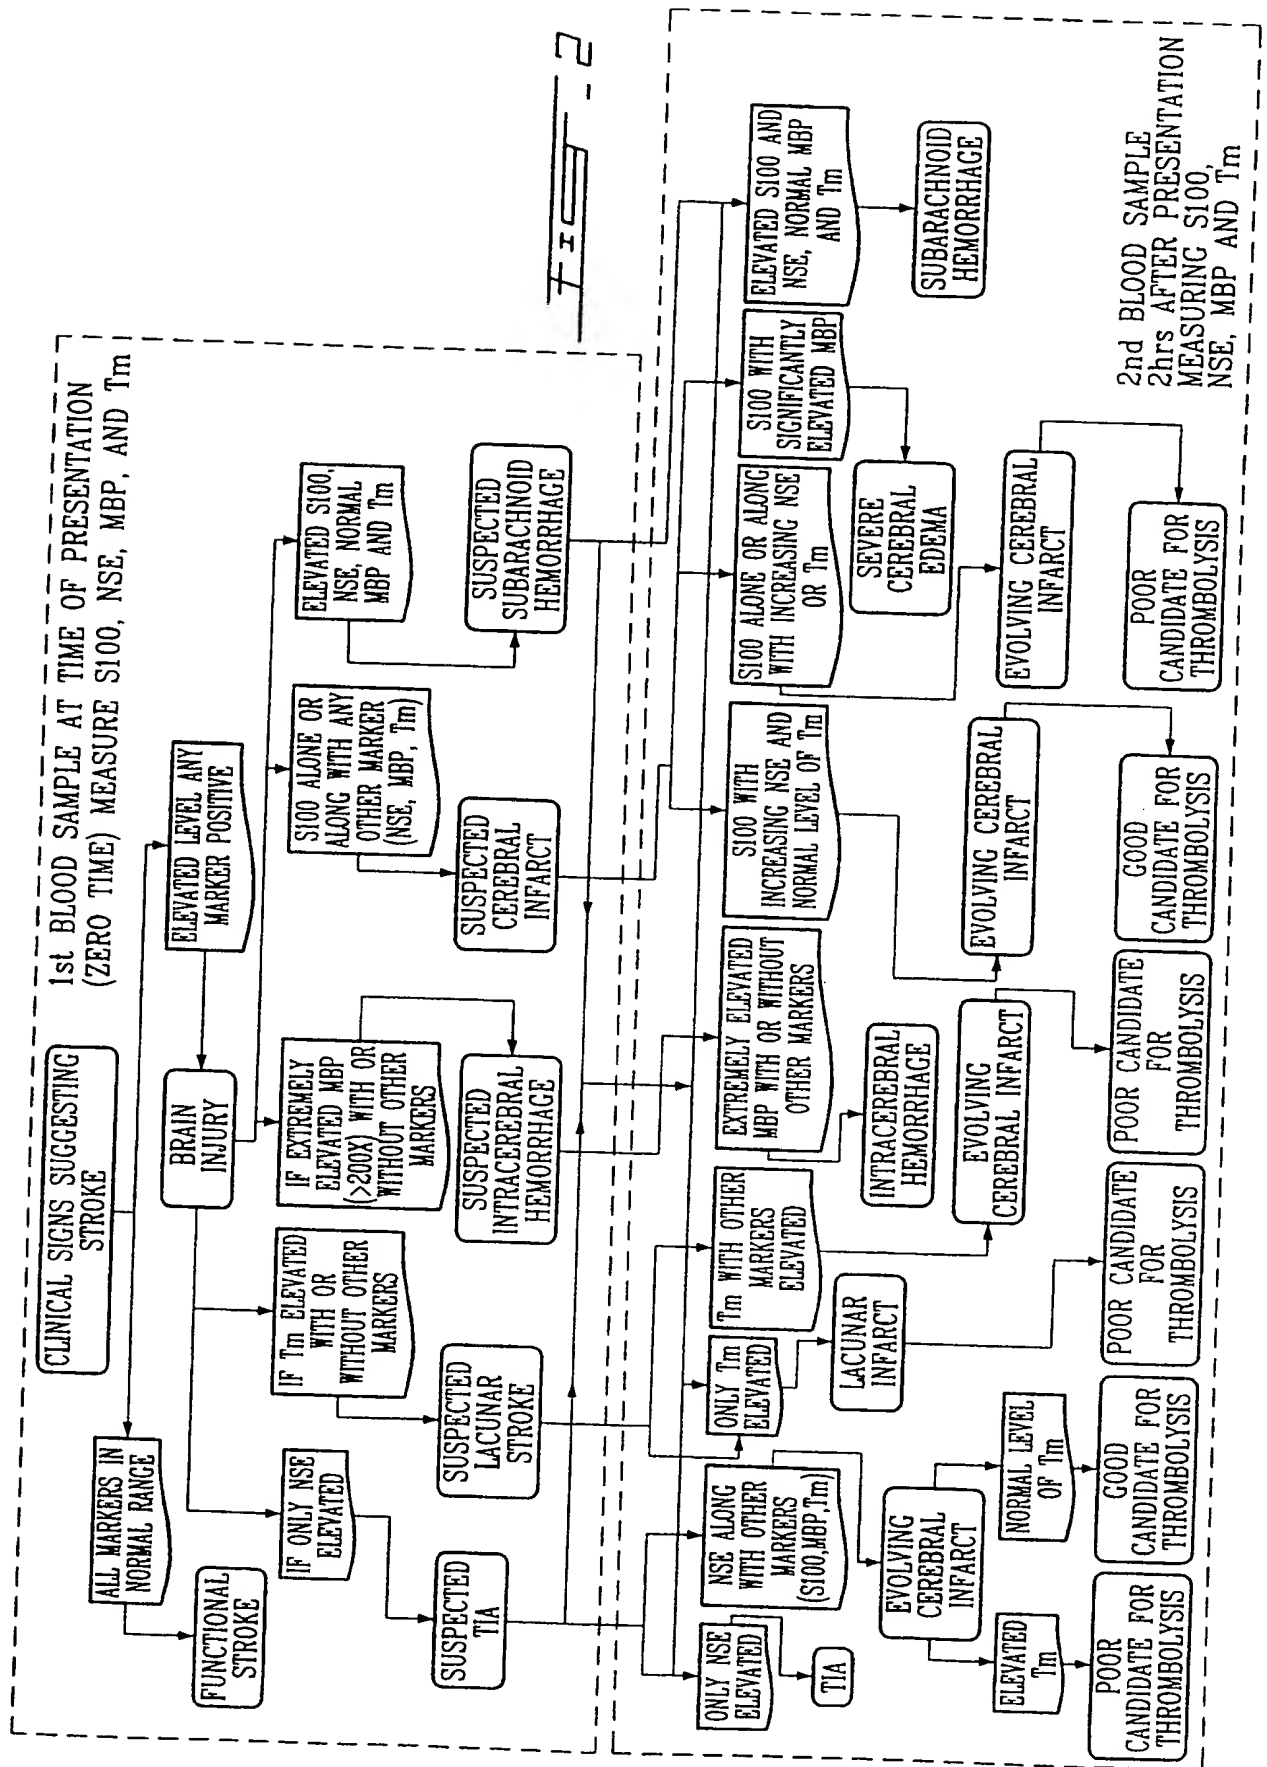 1st BLOOD SAMPLE AT TIME OF PRESENTATION
(ZERO TIME) MEASURE S100, NSE, MBP, AND Tm
CLINICAL SIGNS SUGGESTING
STROKE
ALL MARKERS IN
NORMAL RANGE
ELEVATED LEVEL ANY
MARKER POSITIVE
FUNCTIONAL
STROKE
BRAIN
INJURY
IF ONLY NSE
ELEVATED
IF Tm ELEVATED
WITH OR
WITHOUT OTHER
MARKERS
IF EXTREMELY
ELEVATED MBP
(>200X) WITH OR
WITHOUT OTHER
MARKERS
S100 ALONE OR
ALONG WITH ANY
OTHER MARKER
(NSE, MBP, Tm)
ELEVATED S100,
NSE, NORMAL
MBP AND Tm
SUSPECTED
TIA
SUSPECTED
LACUNAR
STROKE
SUSPECTED
INTRACEREBRAL
HEMORRHAGE
SUSPECTED
CEREBRAL
INFARCT
SUSPECTED
SUBARACHNOID
HEMORRHAGE
FIG - 2
ONLY NSE
ELEVATED
NSE ALONG
WITH OTHER
MARKERS
(S100,MBP,Tm)
ONLY Tm
ELEVATED
Tm WITH OTHER
MARKERS
ELEVATED
EXTREMELY ELEVATED
MBP WITH OR WITHOUT
OTHER MARKERS
S100 WITH
INCREASING NSE AND
NORMAL LEVEL OF Tm
S100 ALONE OR ALONG
WITH INCREASING NSE
OR Tm
S100 WITH
SIGNIFICANTLY
ELEVATED MBP
ELEVATED S100 AND
NSE, NORMAL MBP
AND Tm
TIA
EVOLVING
CEREBRAL
INFARCT
LACUNAR
INFARCT
INTRACEREBRAL
HEMORRHAGE
SEVERE
CEREBRAL
EDEMA
SUBARACHNOID
HEMORRHAGE
ELEVATED
Tm
NORMAL LEVEL
OF Tm
EVOLVING
CEREBRAL INFARCT
EVOLVING CEREBRAL
INFARCT
EVOLVING CEREBRAL
INFARCT
POOR
CANDIDATE FOR
THROMBOLYSIS
GOOD
CANDIDATE FOR
THROMBOLYSIS
POOR CANDIDATE
FOR
THROMBOLYSIS
POOR CANDIDATE
FOR
THROMBOLYSIS
GOOD
CANDIDATE FOR
THROMBOLYSIS
POOR
CANDIDATE FOR
THROMBOLYSIS
2nd BLOOD SAMPLE
2hrs AFTER PRESENTATION
MEASURING S100,
NSE, MBP AND Tm